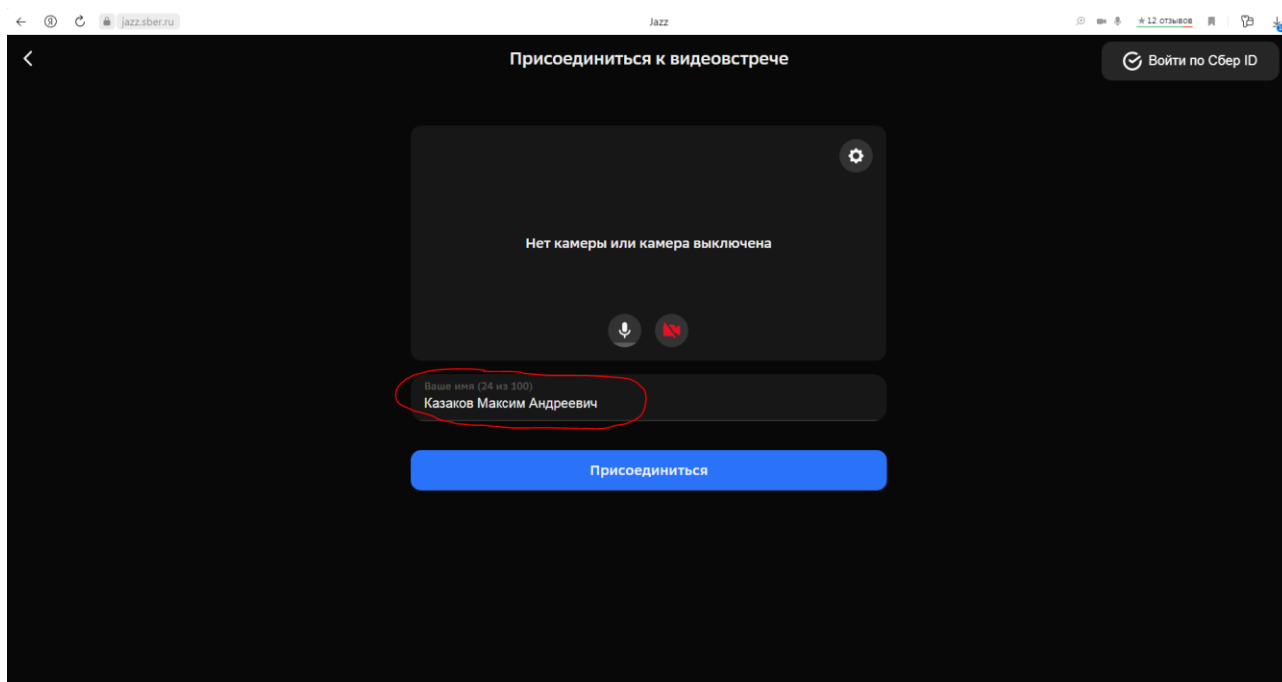 jazz.sber.ru
Jazz
★ 12 отзывов
Присоединиться к видеовстрече
Войти по Сбер ID
Нет камеры или камера выключена
Ваше имя (24 из 100)
Казаков Максим Андреевич
Присоединиться